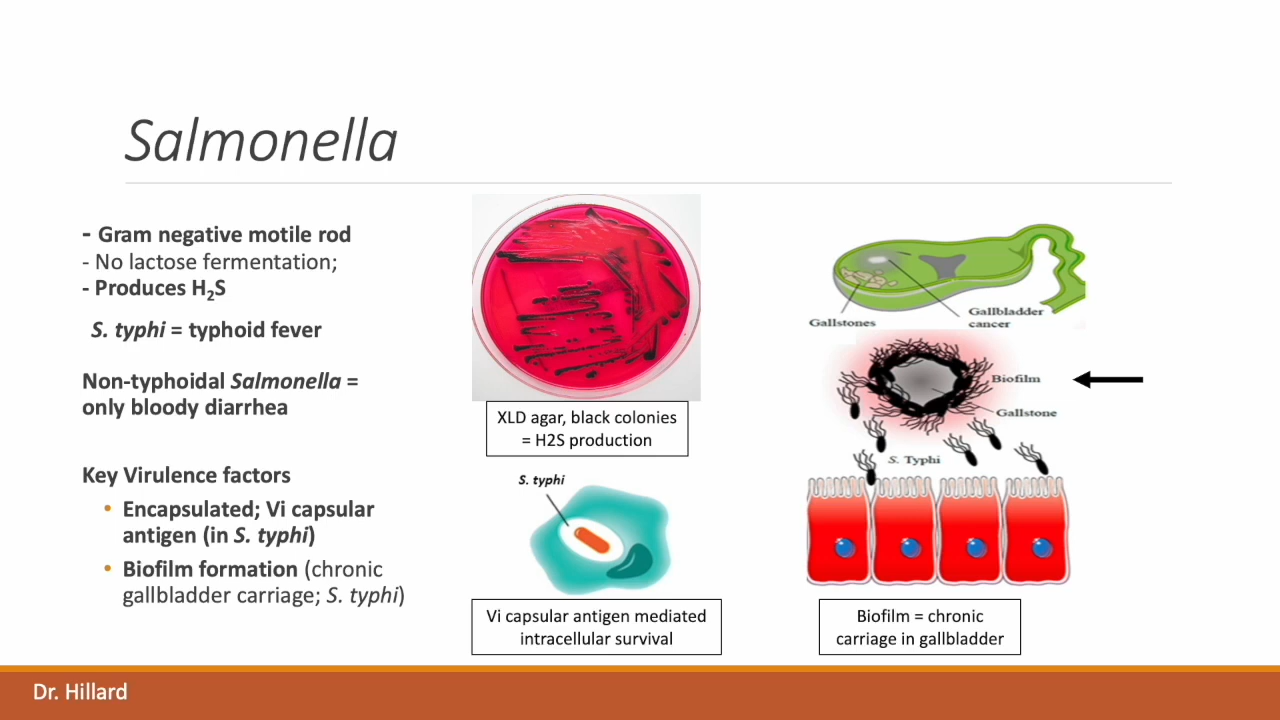 Salmonella
- Gram negative motile rod
- No lactose fermentation;
- Produces H₂S
S. typhi = typhoid fever
Non-typhoidal Salmonella =
only bloody diarrhea
Key Virulence factors
• Encapsulated; Vi capsular
antigen (in S. typhi)
• Biofilm formation (chronic
gallbladder carriage; S. typhi)
XLD agar, black colonies
= H2S production
S. typhi
Vi capsular antigen mediated
intracellular survival
Gallstones
Gallbladder
cancer
Biofilm
Gallstone
S. Typhi
Biofilm = chronic
carriage in gallbladder
Dr. Hillard